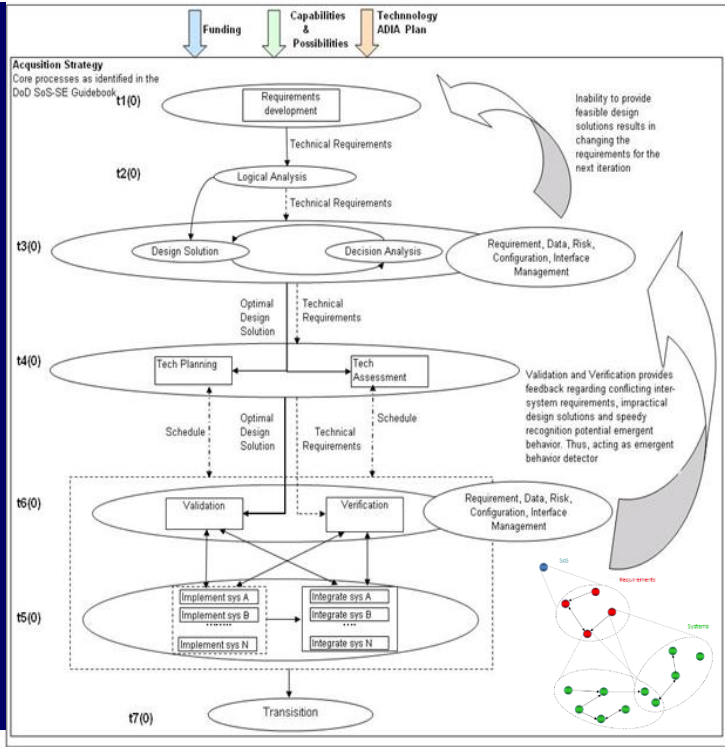 Funding
Capabilities
&
Possibilities
Technnology
ADIA Plan
Acqusition Strategy
Core processes as identified in the
DoD SoS-SE Guidebook
t1(0)
Requirements
development
Inability to provide
feasible design
solutions results in
changing the
requirements for the
next iteration
Technical Requirements
t2(0)
Logical Analysis
Technical Requirements
t3(0)
Design Solution
Decision Analysis
Requirement, Data, Risk,
Configuration, Interface
Management
Optimal
Design
Solution
Technical
Requirements
t4(0)
Tech Planning
Tech
Assessment
Validation and Verification provides
feedback regarding conflicting inter-
system requirements, impractical
design solutions and speedy
recognition potential emergent
behavior. Thus, acting as emergent
behavior detector
Schedule
Optimal
Design
Solution
Technical
Requirements
Schedule
t6(0)
Validation
Verification
Requirement, Data, Risk,
Configuration, Interface
Management
SoS
Requirements
Systems
t5(0)
Implement sys A
Implement sys B
........
Implement sys N
Integrate sys A
Integrate sys B
....
Integrate sys N
t7(0)
Transisition